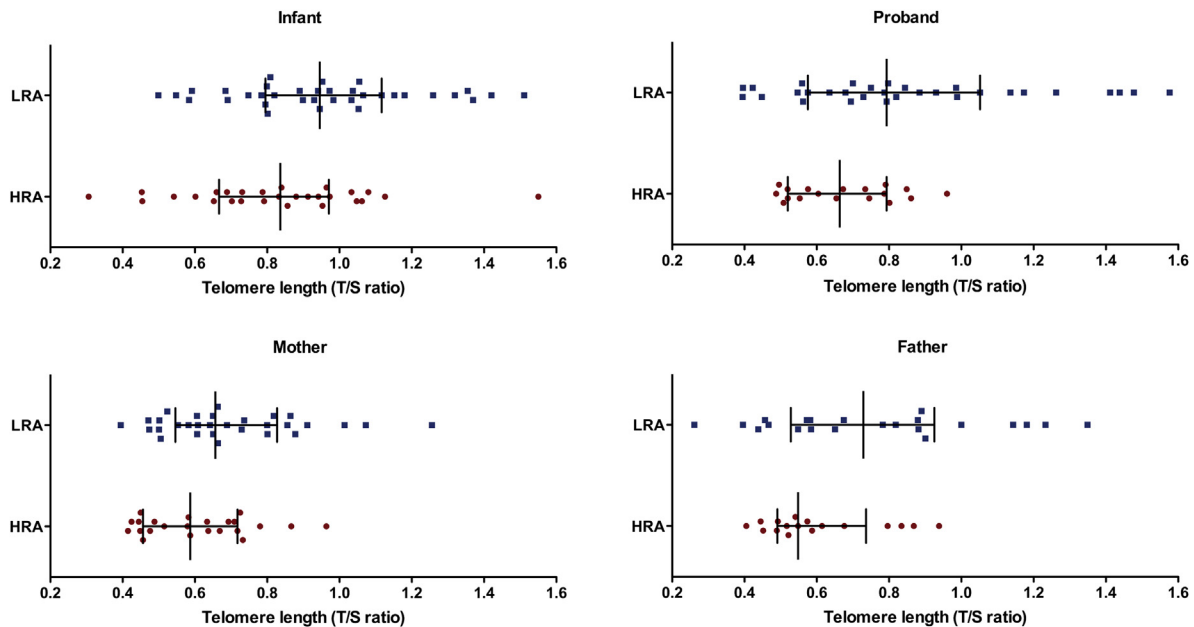 Infant
LRA
HRA
0.2 0.4 0.6 0.8 1.0 1.2 1.4 1.6
Telomere length (T/S ratio)
Proband
LRA
HRA
0.2 0.4 0.6 0.8 1.0 1.2 1.4 1.6
Telomere length (T/S ratio)
Mother
LRA
HRA
0.2 0.4 0.6 0.8 1.0 1.2 1.4 1.6
Telomere length (T/S ratio)
Father
LRA
HRA
0.2 0.4 0.6 0.8 1.0 1.2 1.4 1.6
Telomere length (T/S ratio)